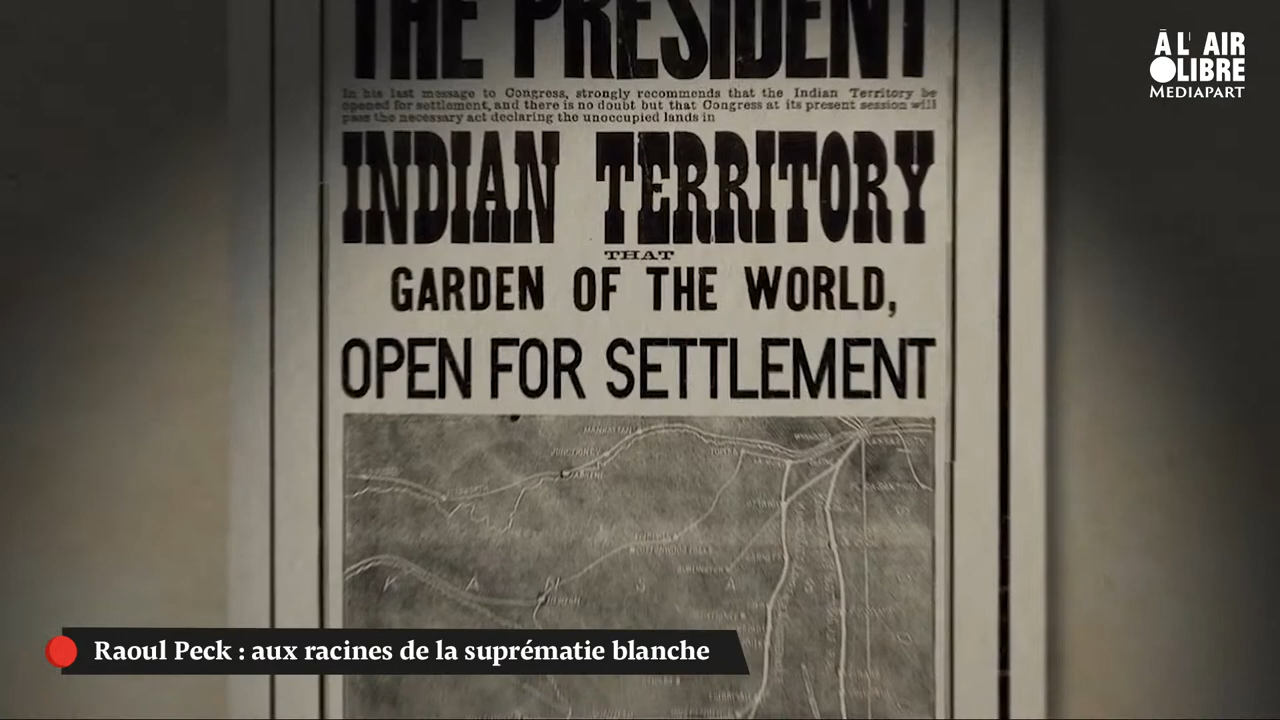 THE PRESIDENT
In his last message to Congress, strongly recommends that the Indian Territory be
opened for settlement, and there is no doubt but that Congress at its present session will
pass the necessary act declaring the unoccupied lands in
INDIAN TERRITORY
THAT
GARDEN OF THE WORLD,
OPEN FOR SETTLEMENT
MANHATTAN
K A N S A S
À L' AIR
LIBRE
MEDIAPART
Raoul Peck : aux racines de la suprématie blanche